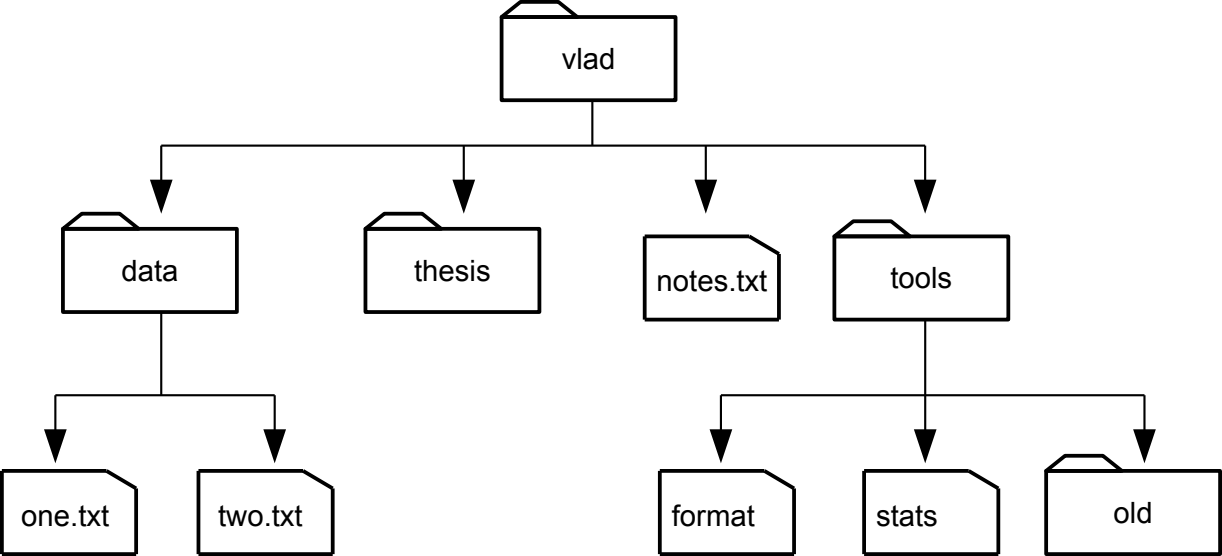 vlad
data
thesis
notes.txt
tools
one.txt
two.txt
format
stats
old